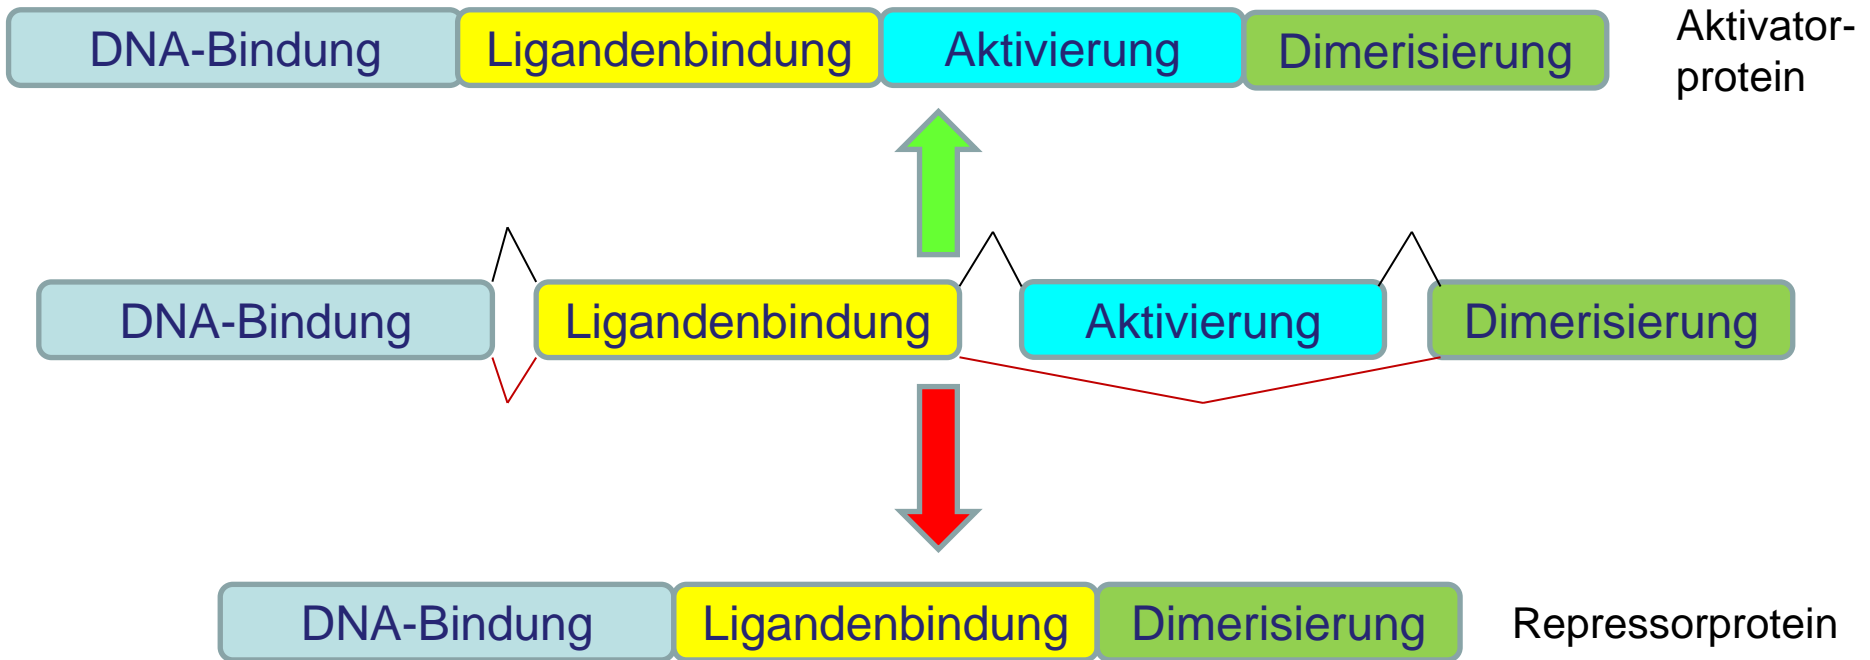 DNA-Bindung Ligandenbindung Aktivierung Dimerisierung
Aktivator-
protein
DNA-Bindung Ligandenbindung Aktivierung Dimerisierung
DNA-Bindung Ligandenbindung Dimerisierung Repressorprotein